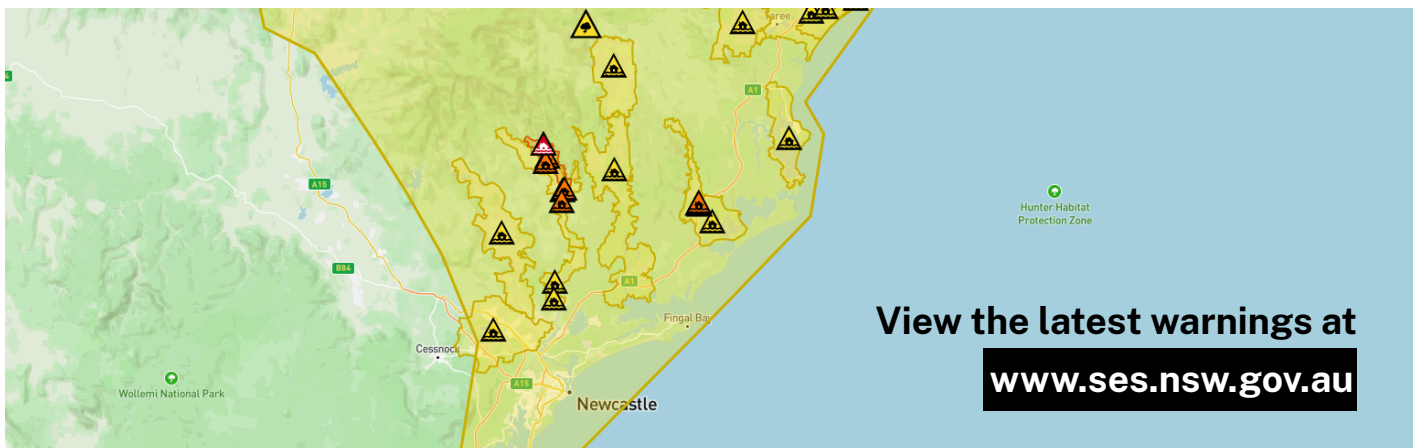 Taree
A1
A15
Hunter Habitat
Protection Zone
B84
A1
Fingal Bay
View the latest warnings at
Cessnock
www.ses.nsw.gov.au
A15
Wollemi National Park
Newcastle